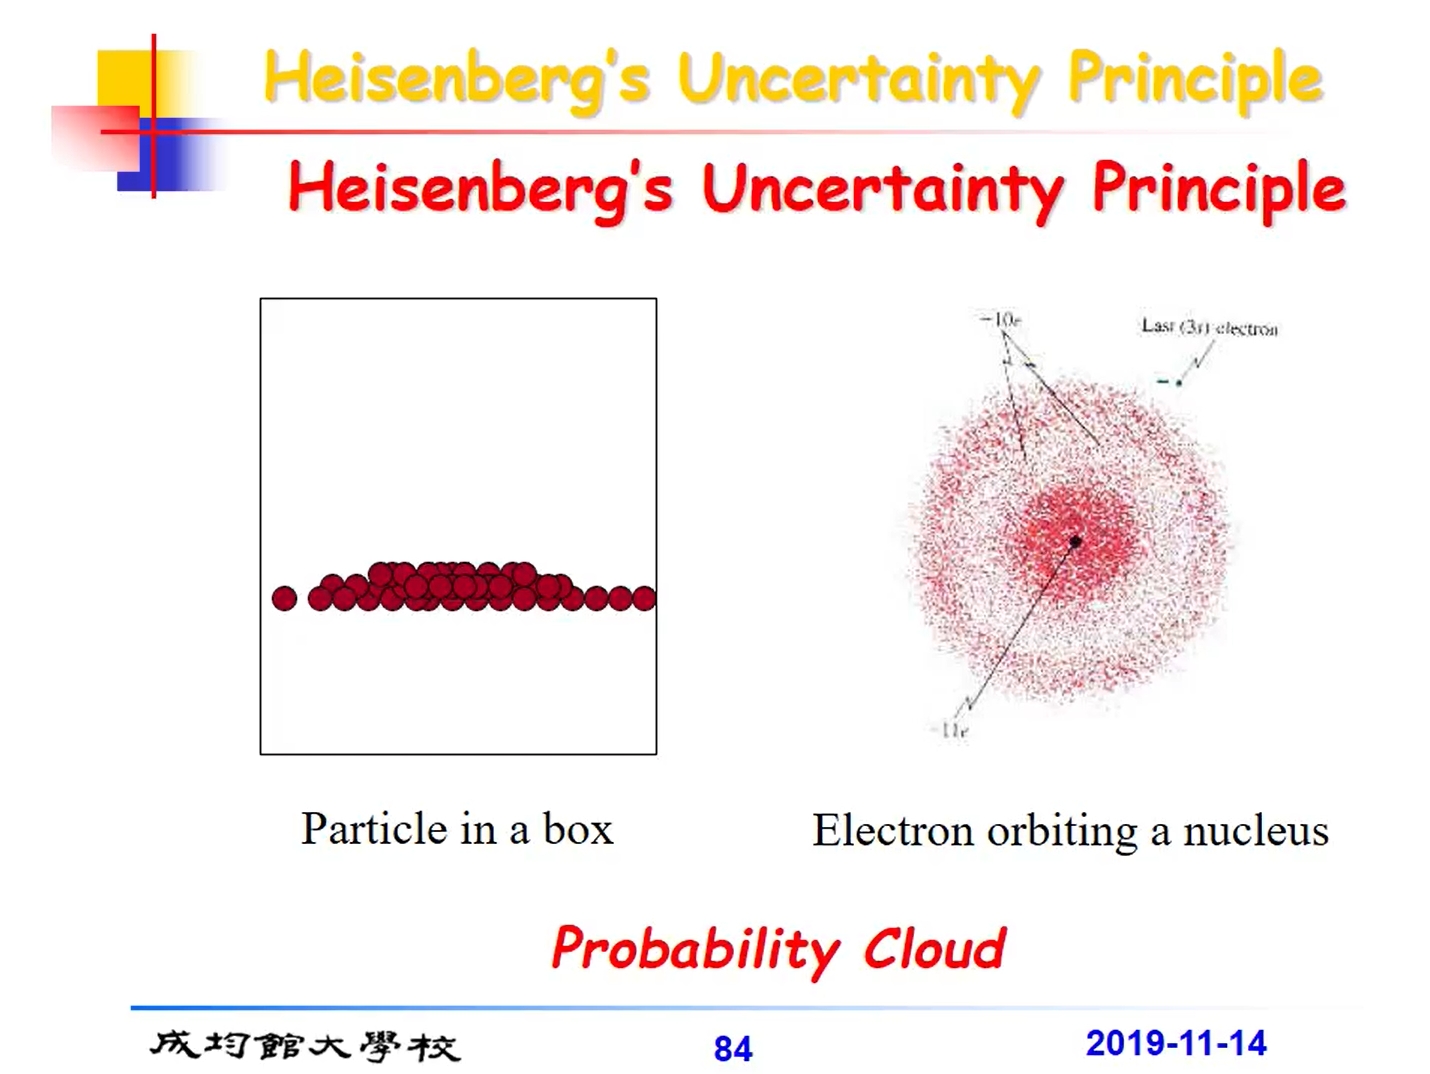 Heisenberg's Uncertainty Principle
Heisenberg's Uncertainty Principle
−10e
Last (3s) electron
−11e
Particle in a box
Electron orbiting a nucleus
Probability Cloud
成均館大學校
84
2019-11-14